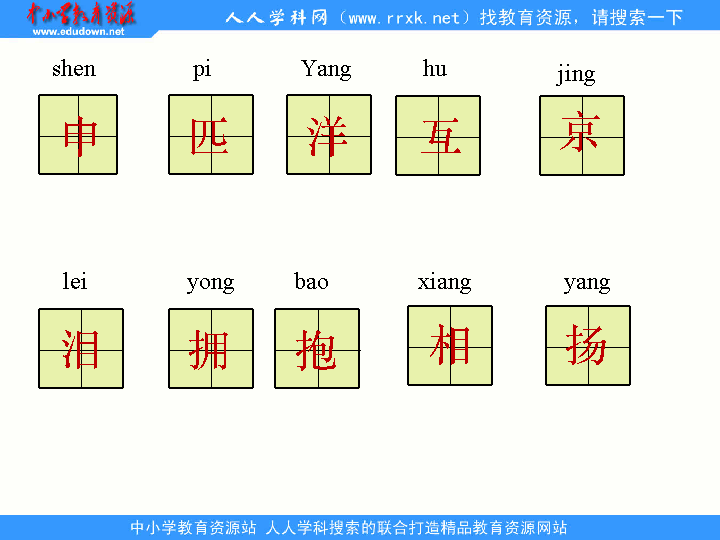 中小学教育资源
www.edudown.net
人人学科网（www.rrxk.net）找教育资源，请搜索一下
shen pi Yang hu jing
申 匹 洋 互 京
lei yong bao xiang yang
泪 拥 抱 相 扬
中小学教育资源站 人人学科搜索的联合打造精品教育资源网站